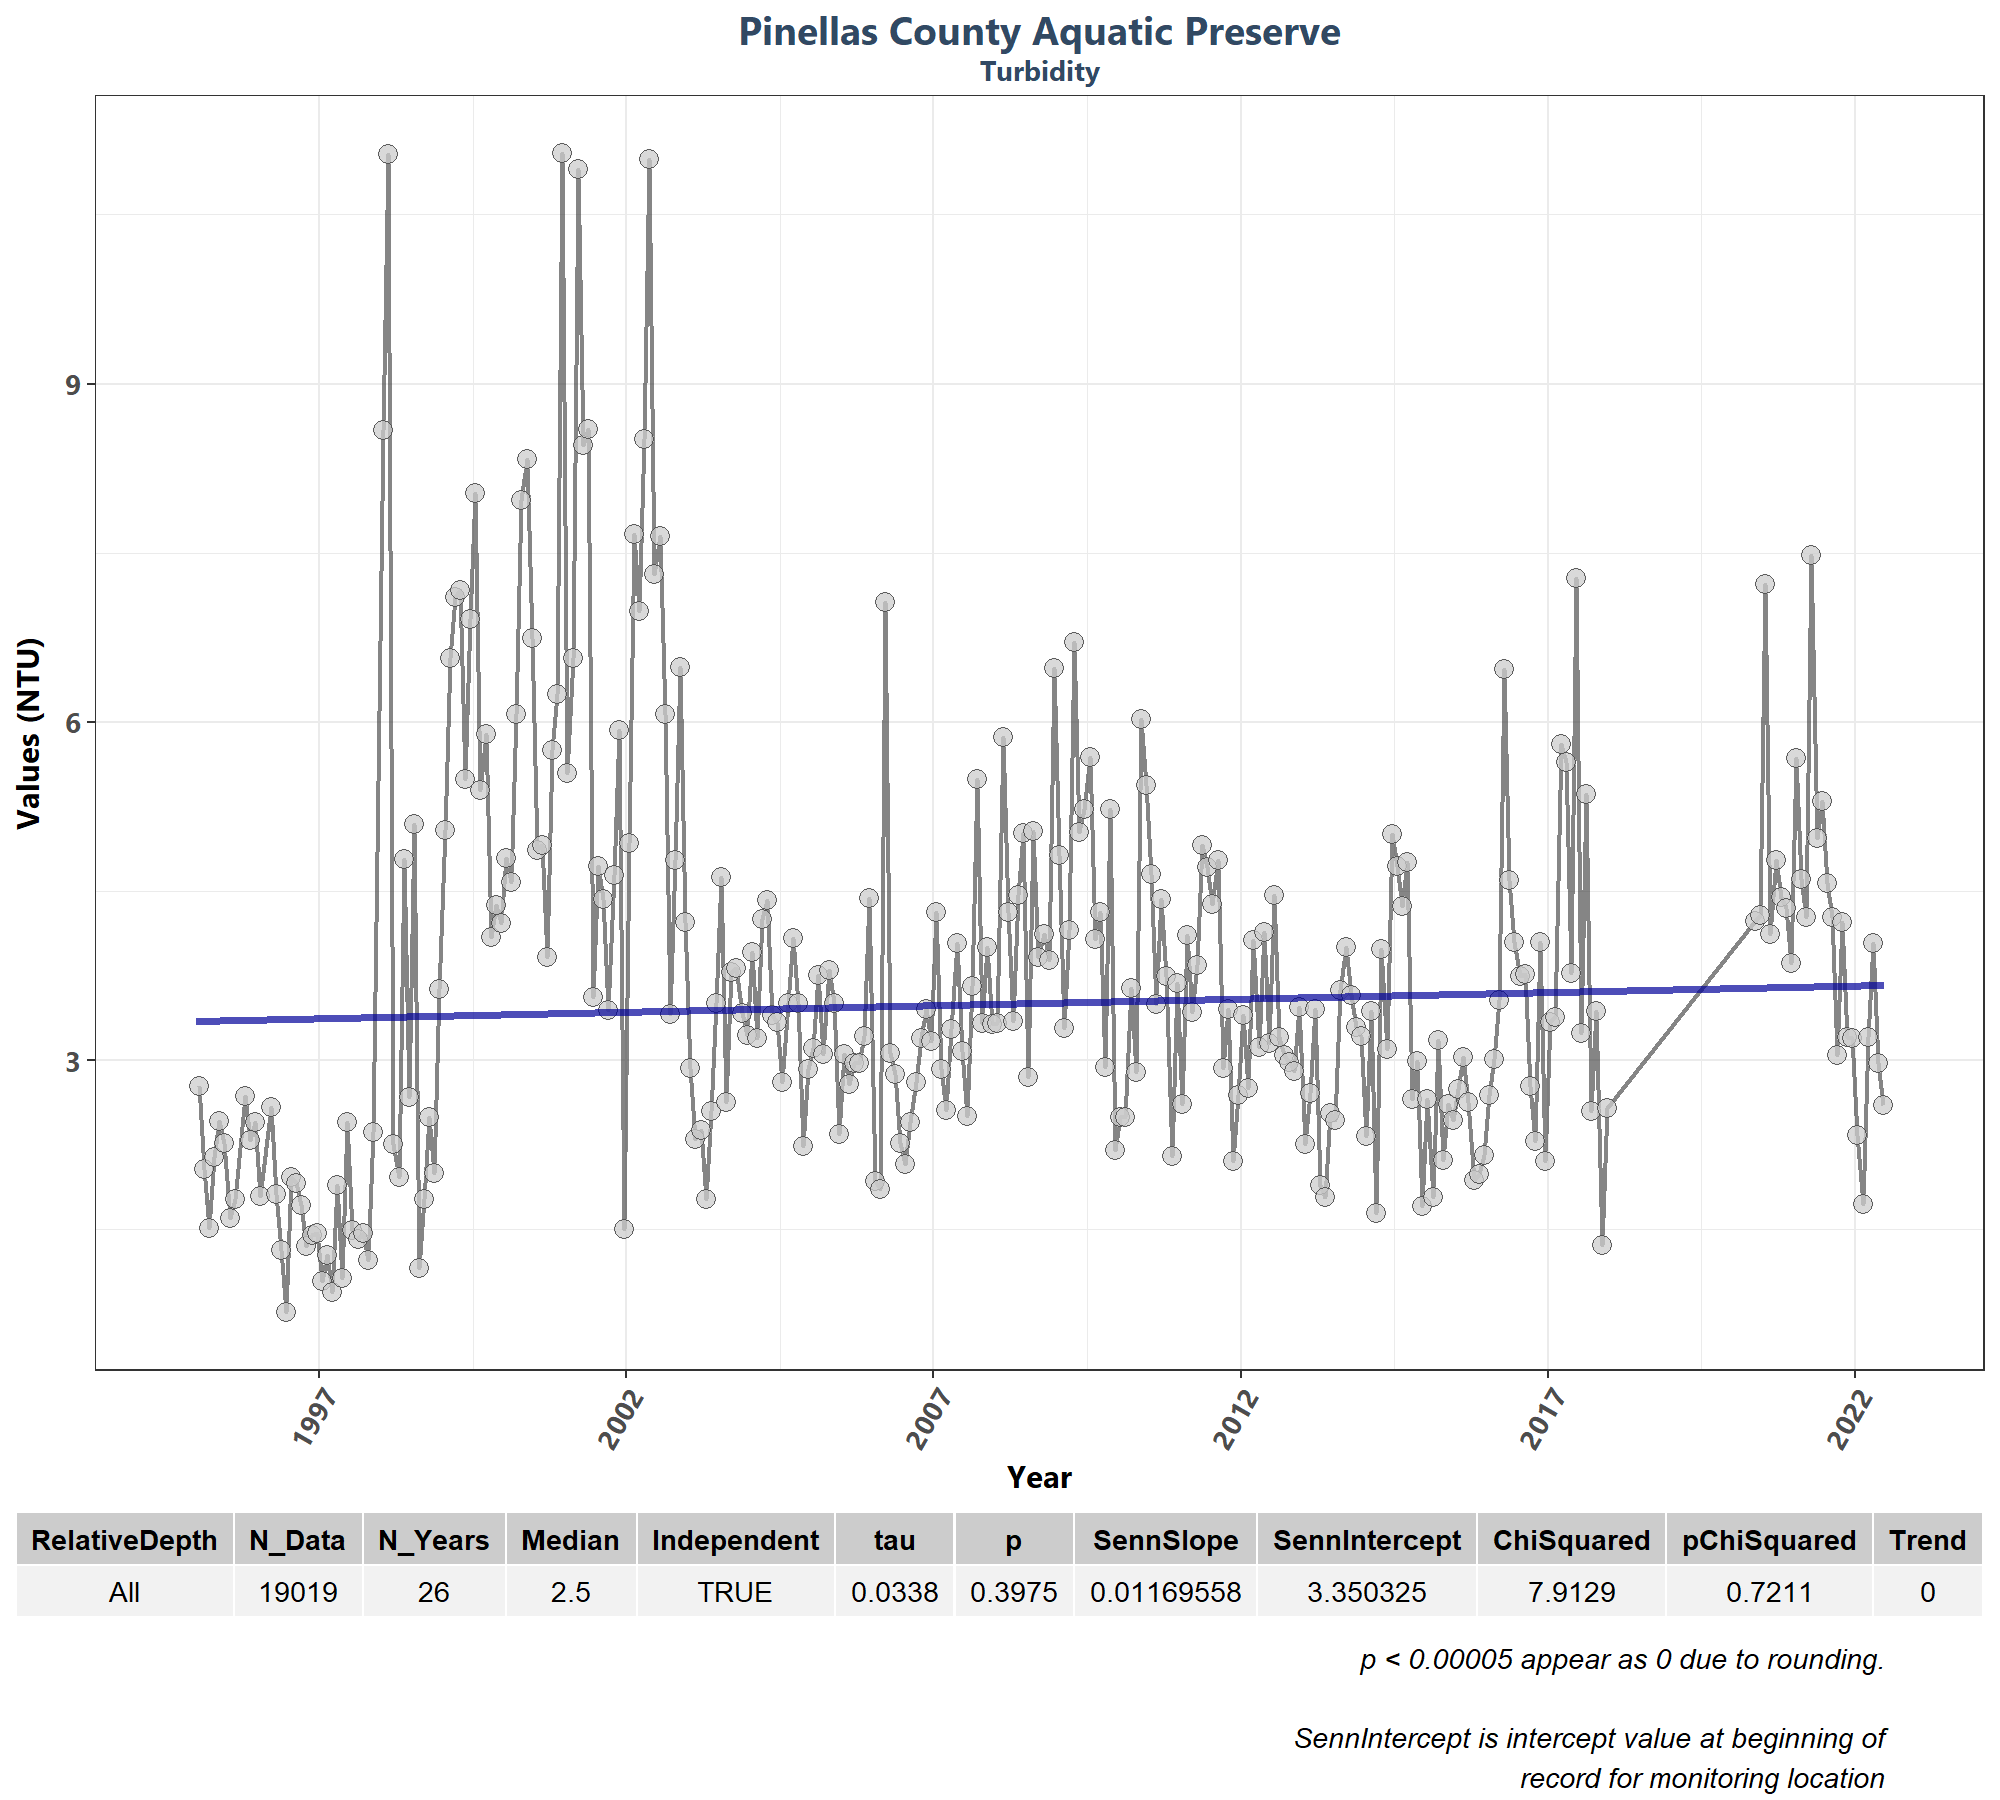 Pinellas County Aquatic Preserve
Turbidity
Values (NTU)
9
6
3
1997 2002 2007 2012 2017 2022
Year
RelativeDepth N_Data N_Years Median Independent tau p SennSlope SennIntercept ChiSquared pChiSquared Trend
All 19019 26 2.5 TRUE 0.0338 0.3975 0.01169558 3.350325 7.9129 0.7211 0
p < 0.00005 appear as 0 due to rounding.
SennIntercept is intercept value at beginning of
record for monitoring location